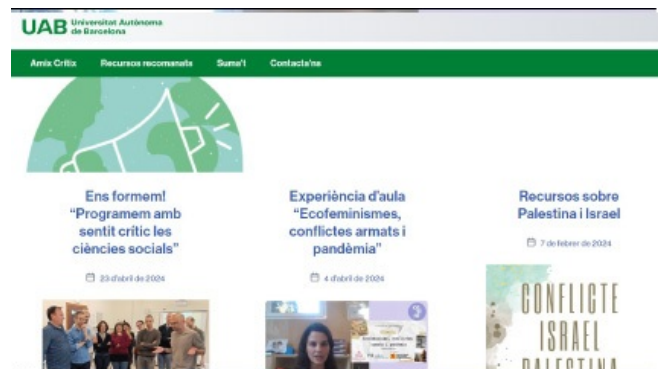 UAB Universitat Autònoma
de Barcelona
Amix Crítix Recursos recomanats Suma't Contacta'ns
Ens formem!
“Programem amb
sentit crític les
ciències socials”
23 d'abril de 2024
Experiència d'aula
“Ecofeminismes,
conflictes armats i
pandèmia”
4 d'abril de 2024
Recursos sobre
Palestina i Israel
7 de febrer de 2024
CONFLICTE
ISRAEL
PALESTINA